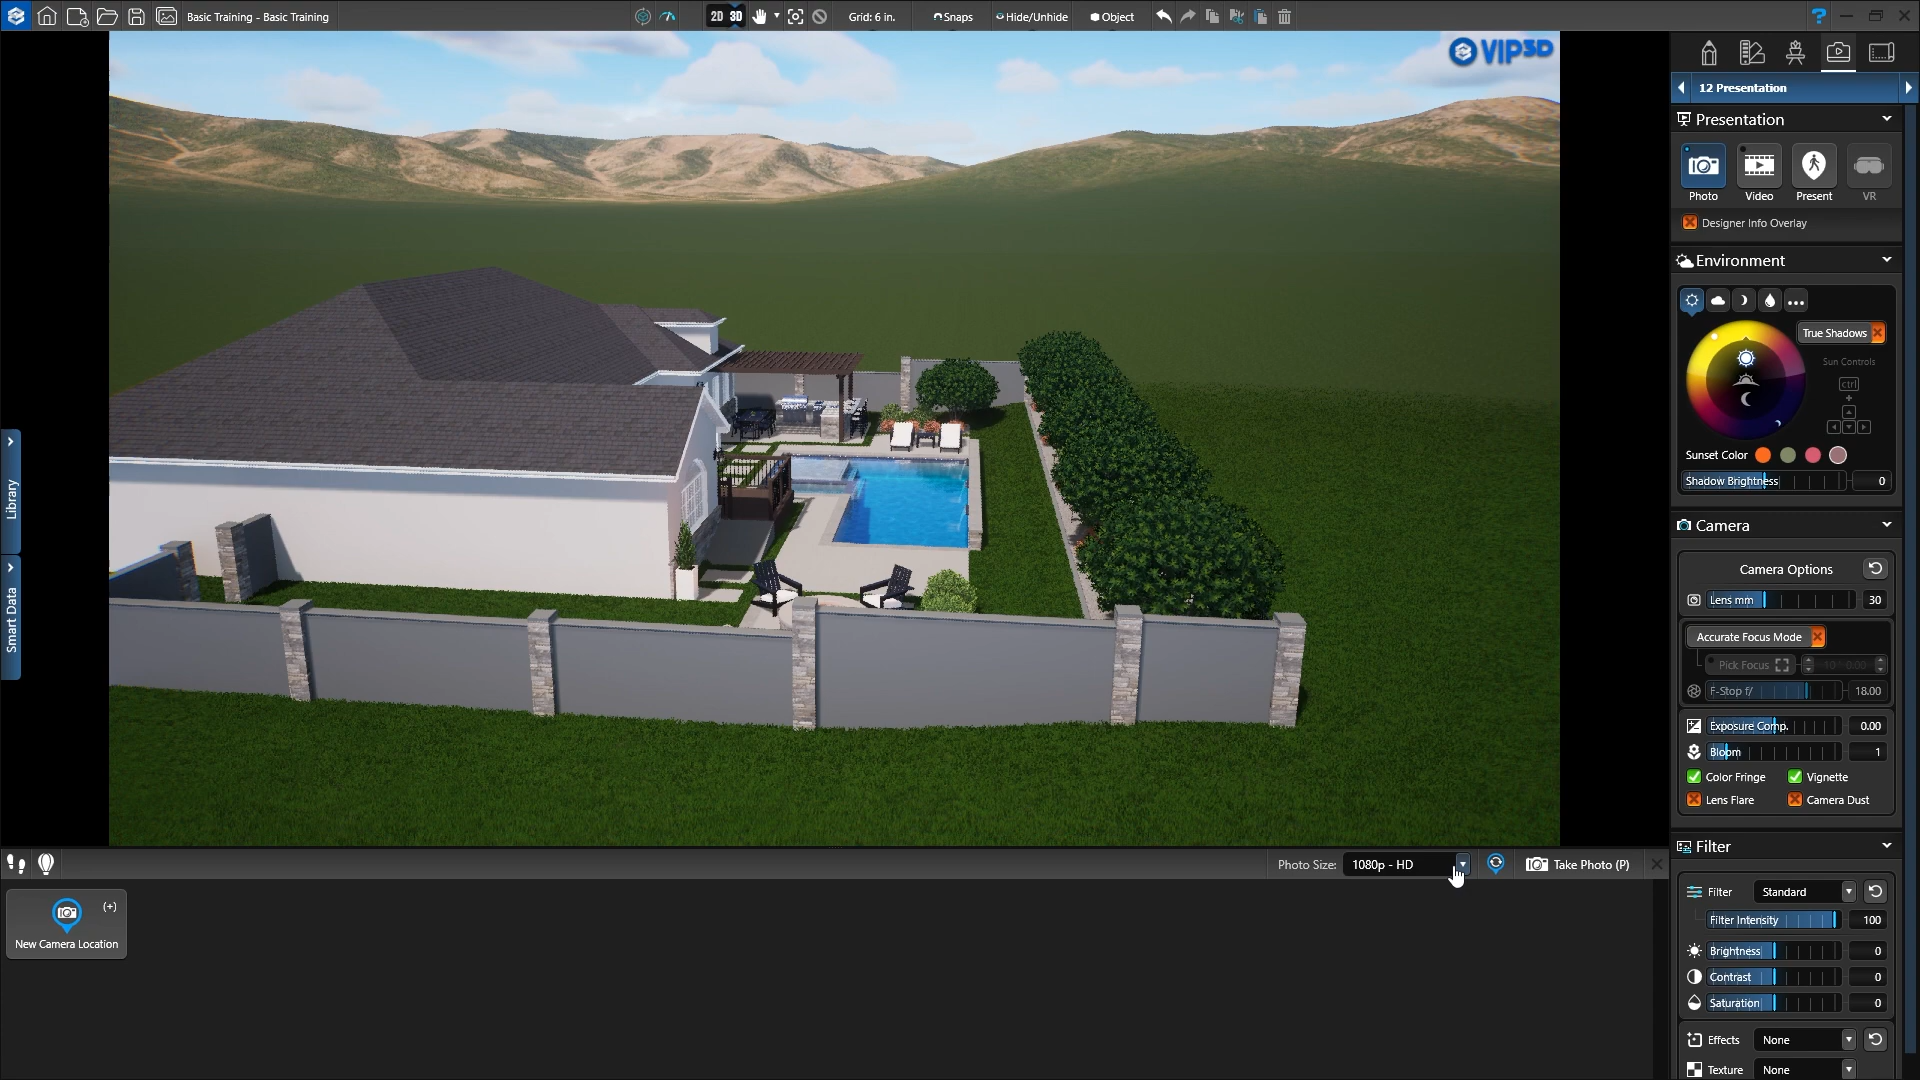 Basic Training - Basic Training
2D 3D
Grid: 6 in.
Snaps
Hide/Unhide
Object
?
VIP3D
12 Presentation
Presentation
Photo
Video
Present
VR
Designer Info Overlay
Environment
True Shadows
Sun Controls
ctrl
+
Sunset Color
Shadow Brightness
0
Camera
Camera Options
Lens mm
30
Accurate Focus Mode
Pick Focus
10' 0.00
F-Stop f/
18.00
Exposure Comp.
0.00
Bloom
1
Color Fringe
Vignette
Lens Flare
Camera Dust
Filter
Filter
Standard
Filter Intensity
100
Brightness
0
Contrast
0
Saturation
0
Effects
None
Texture
None
Library
Smart Data
Photo Size:
1080p - HD
Take Photo (P)
(+)
New Camera Location